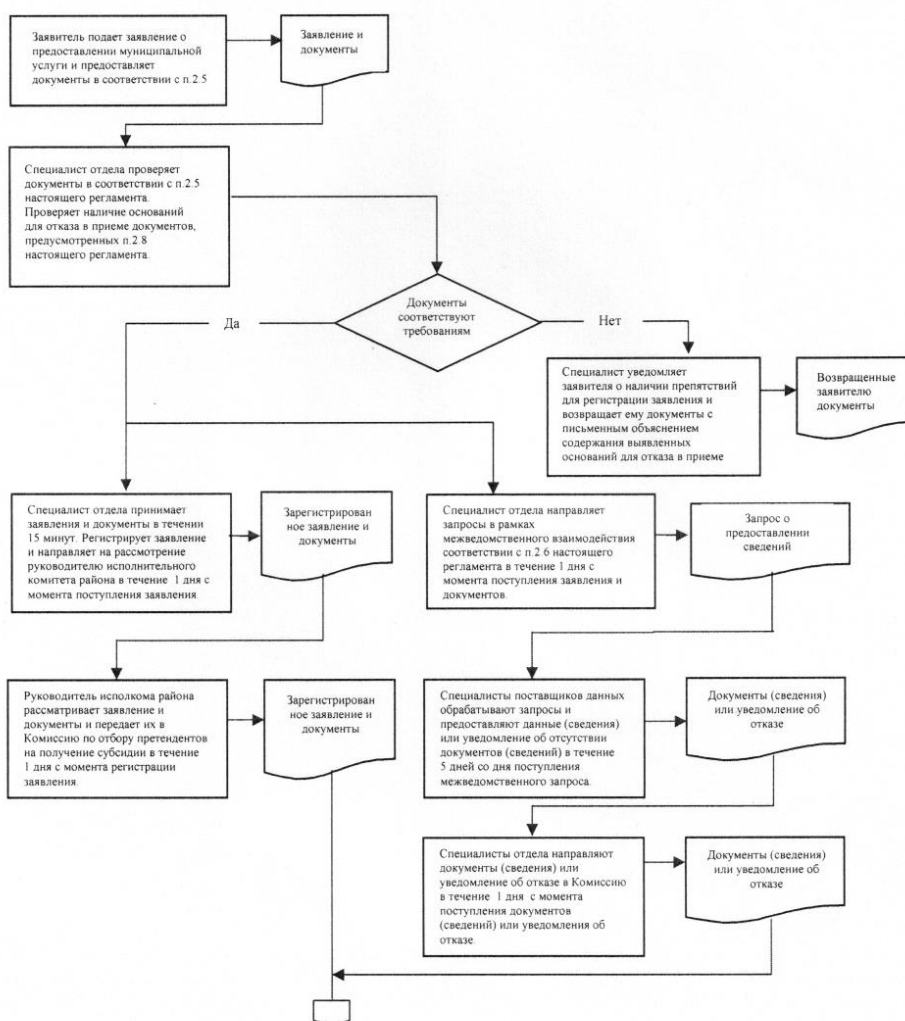 Заявитель подает заявление о
предоставлении муниципальной
услуги и предоставляет
документы в соответствии с п.2.5
Заявление и
документы
Специалист отдела проверяет
документы в соответствии с п.2.5
настоящего регламента.
Проверяет наличие оснований
для отказа в приеме документов,
предусмотренных п.2.8
настоящего регламента.
Документы
соответствуют
требованиям
Да
Нет
Специалист уведомляет
заявителя о наличии препятствий
для регистрации заявления и
возвращает ему документы с
письменным объяснением
содержания выявленных
оснований для отказа в приеме
Возвращенные
заявителю
документы
Специалист отдела принимает
заявления и документы в течении
15 минут. Регистрирует заявление
и направляет на рассмотрение
руководителю исполнительного
комитета района в течение 1 дня с
момента поступления заявления.
Зарегистрирован
ное заявление и
документы
Специалист отдела направляет
запросы в рамках
межведомственного взаимодействия
соответствии с п.2.6 настоящего
регламента в течение 1 дня с
момента поступления заявления и
документов.
Запрос о
предоставлении
сведений
Руководитель исполкома района
рассматривает заявление и
документы и передает их в
Комиссию по отбору претендентов
на получение субсидии в течение
1 дня с момента регистрации
заявления.
Зарегистрирован
ное заявление и
документы
Специалисты поставщиков данных
обрабатывают запросы и
предоставляют данные (сведения)
или уведомление об отсутствии
документов (сведений) в течение
5 дней со дня поступления
межведомственного запроса.
Документы (сведения)
или уведомление об
отказе
Специалисты отдела направляют
документы (сведения) или
уведомление об отказе в Комиссию
в течение 1 дня с момента
поступления документов
(сведений) или уведомления об
отказе.
Документы (сведения)
или уведомление об
отказе